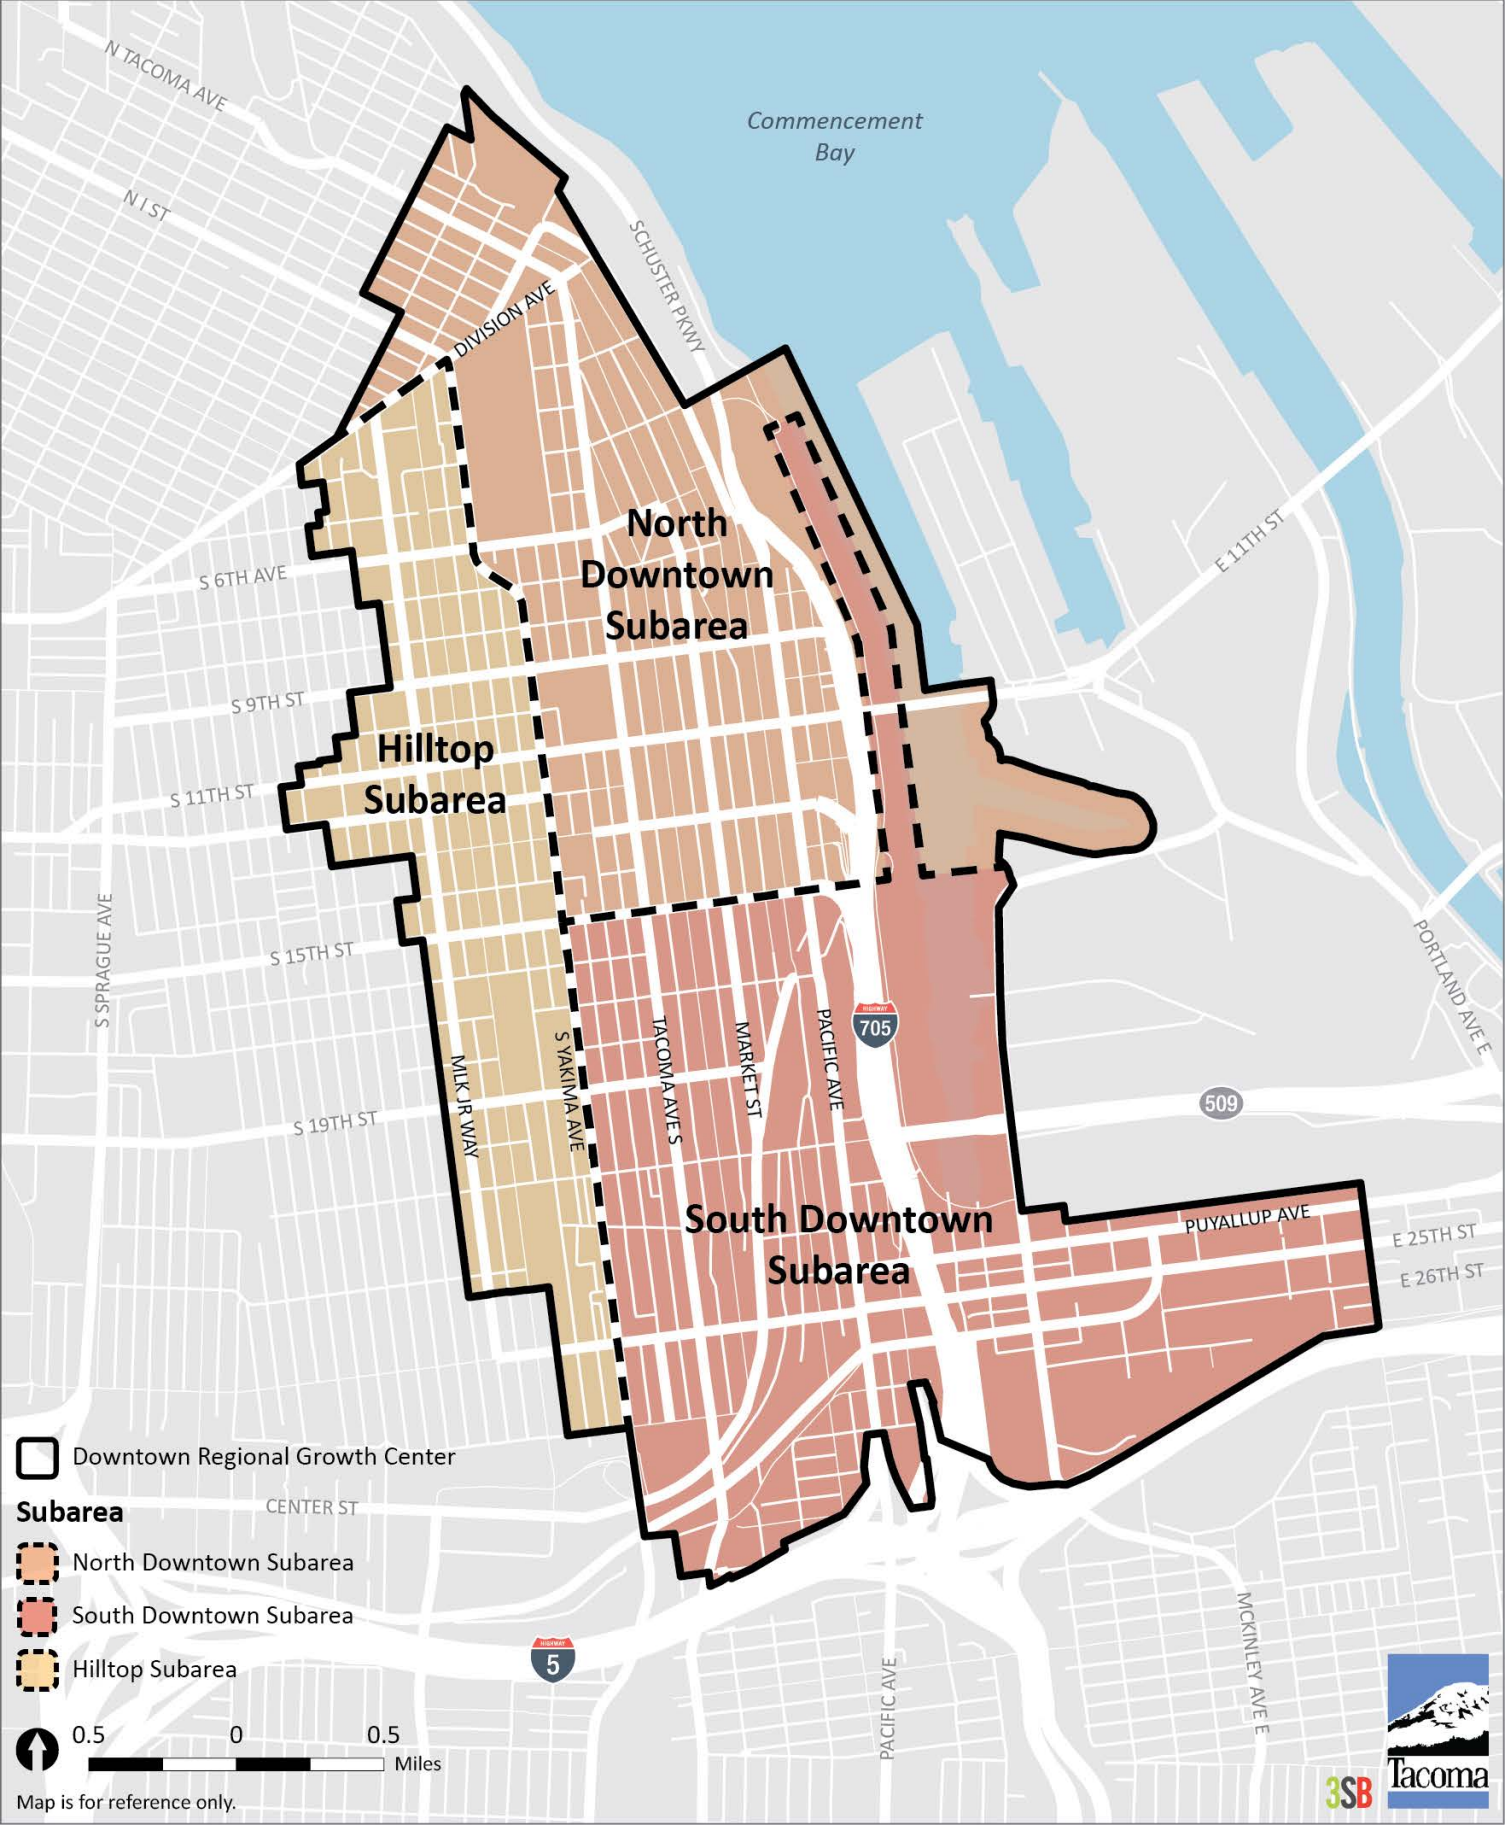 N TACOMA AVE
Commencement
Bay
N I ST
SCHUSTER PKWY
DIVISION AVE
North
Downtown
Subarea
E 11TH ST
S 6TH AVE
S 9TH ST
Hilltop
Subarea
S 11TH ST
S SPRAGUE AVE
S 15TH ST
PORTLAND AVE E
HIGHWAY
705
S YAKIMA AVE
TACOMA AVE S
MARKET ST
PACIFIC AVE
MLK JR WAY
509
S 19TH ST
South Downtown
Subarea
PUYALLUP AVE
E 25TH ST
E 26TH ST
Downtown Regional Growth Center
CENTER ST
Subarea
North Downtown Subarea
South Downtown Subarea
Hilltop Subarea
HIGHWAY
5
MCKINLEY AVE E
PACIFIC AVE
0.5 0 0.5
Miles
Map is for reference only.
3SB
Tacoma